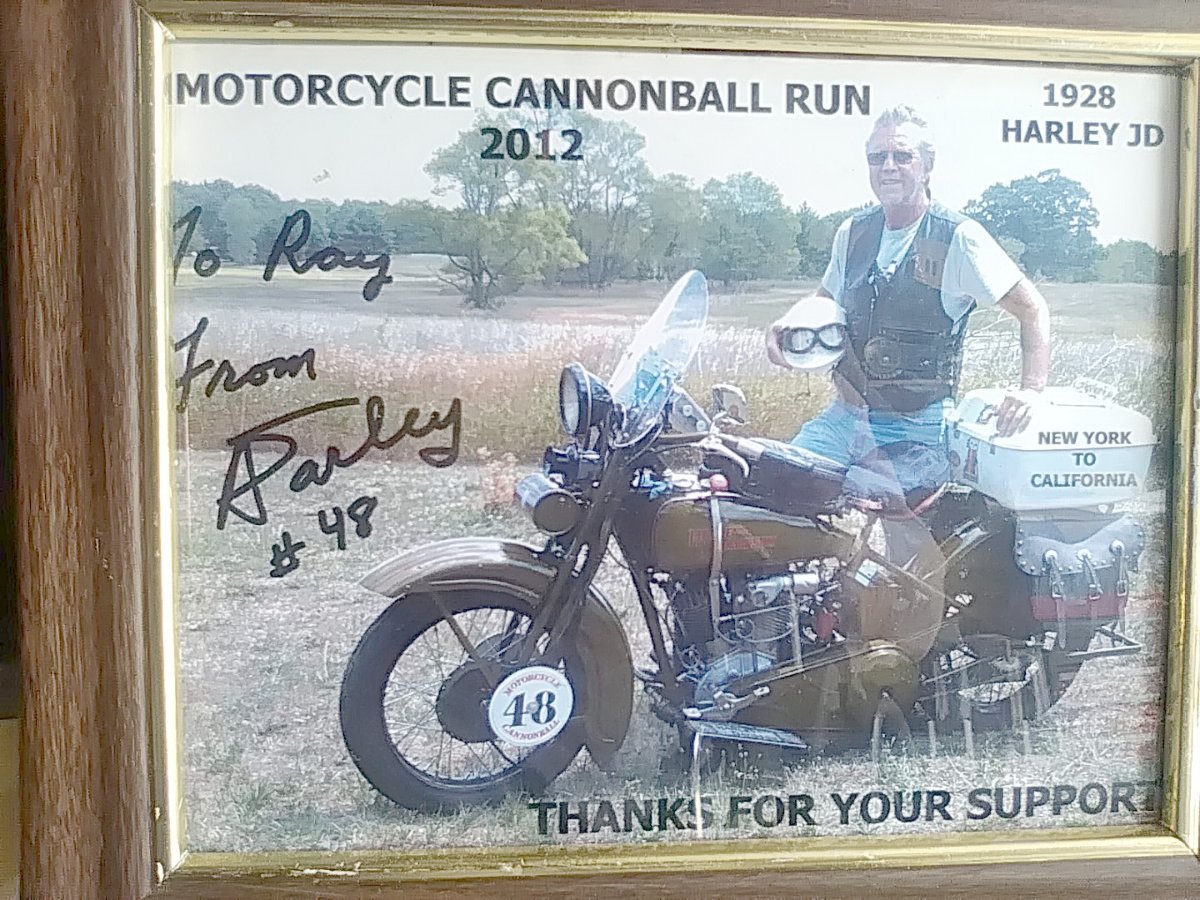 MOTORCYCLE CANNONBALL RUN
2012
1928
HARLEY JD
To Ray
From
Farley
#48
NEW YORK
TO
CALIFORNIA
MOTORCYCLE
48
CANNONBALL
THANKS FOR YOUR SUPPORT